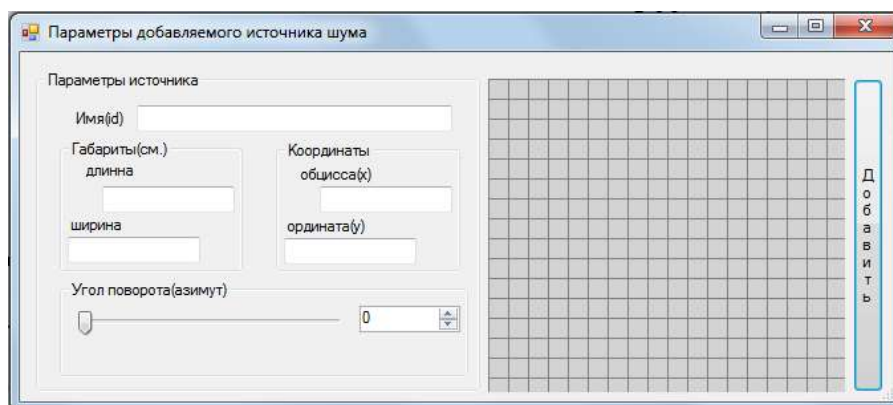 Параметры добавляемого источника шума
Параметры источника
Имя(id)
Габариты(см.)
длинна
ширина
Координаты
обцисса(x)
ордината(y)
Угол поворота(азимут)
0
Добавить